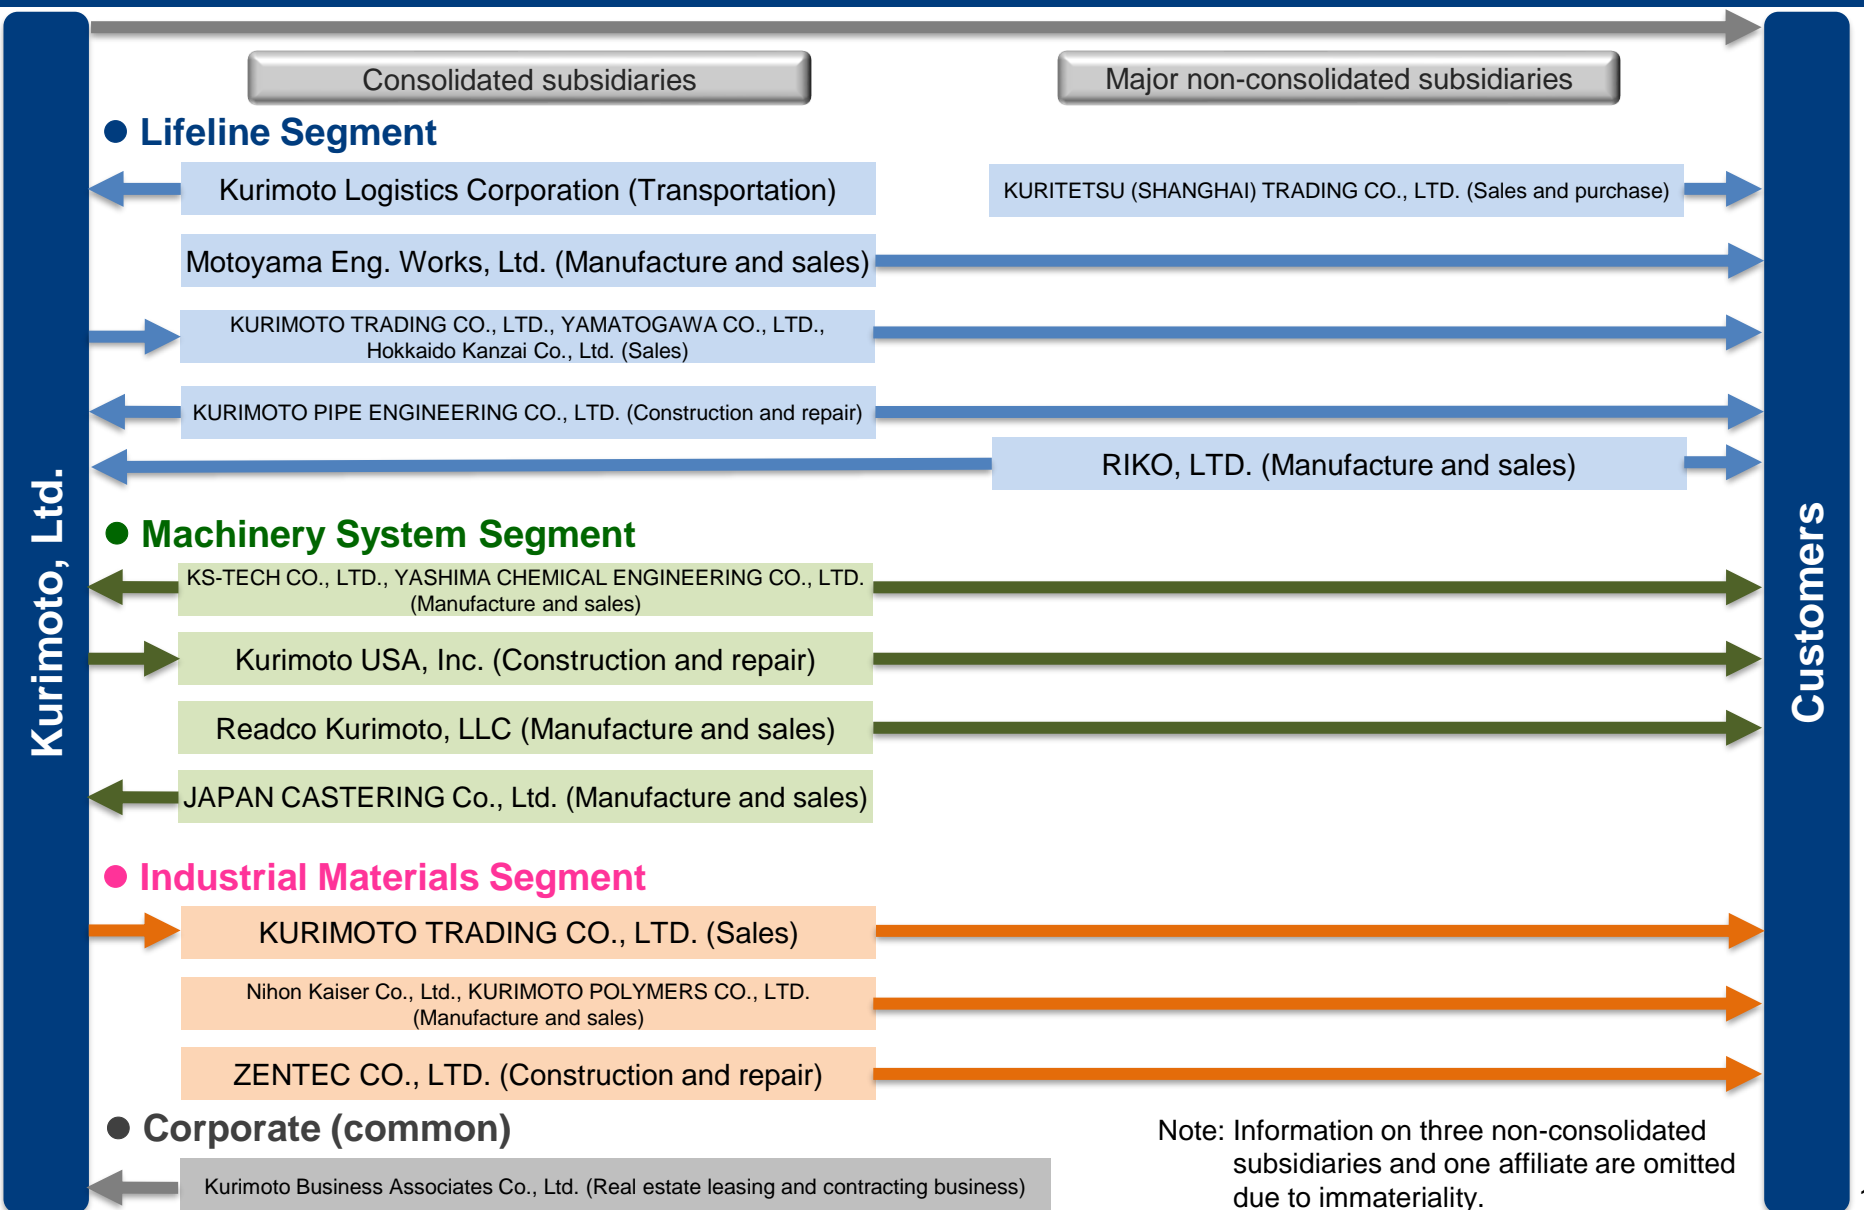 Consolidated subsidiaries
Major non-consolidated subsidiaries
Lifeline Segment
Kurimoto Logistics Corporation (Transportation)
KURITETSU (SHANGHAI) TRADING CO., LTD. (Sales and purchase)
Motoyama Eng. Works, Ltd. (Manufacture and sales)
KURIMOTO TRADING CO., LTD., YAMATOGAWA CO., LTD.,
Hokkaido Kanzai Co., Ltd. (Sales)
KURIMOTO PIPE ENGINEERING CO., LTD. (Construction and repair)
RIKO, LTD. (Manufacture and sales)
Kurimoto, Ltd.
Customers
Machinery System Segment
KS-TECH CO., LTD., YASHIMA CHEMICAL ENGINEERING CO., LTD.
(Manufacture and sales)
Kurimoto USA, Inc. (Construction and repair)
Readco Kurimoto, LLC (Manufacture and sales)
JAPAN CASTERING Co., Ltd. (Manufacture and sales)
Industrial Materials Segment
KURIMOTO TRADING CO., LTD. (Sales)
Nihon Kaiser Co., Ltd., KURIMOTO POLYMERS CO., LTD.
(Manufacture and sales)
ZENTEC CO., LTD. (Construction and repair)
Corporate (common)
Kurimoto Business Associates Co., Ltd. (Real estate leasing and contracting business)
Note: Information on three non-consolidated
subsidiaries and one affiliate are omitted
due to immateriality.